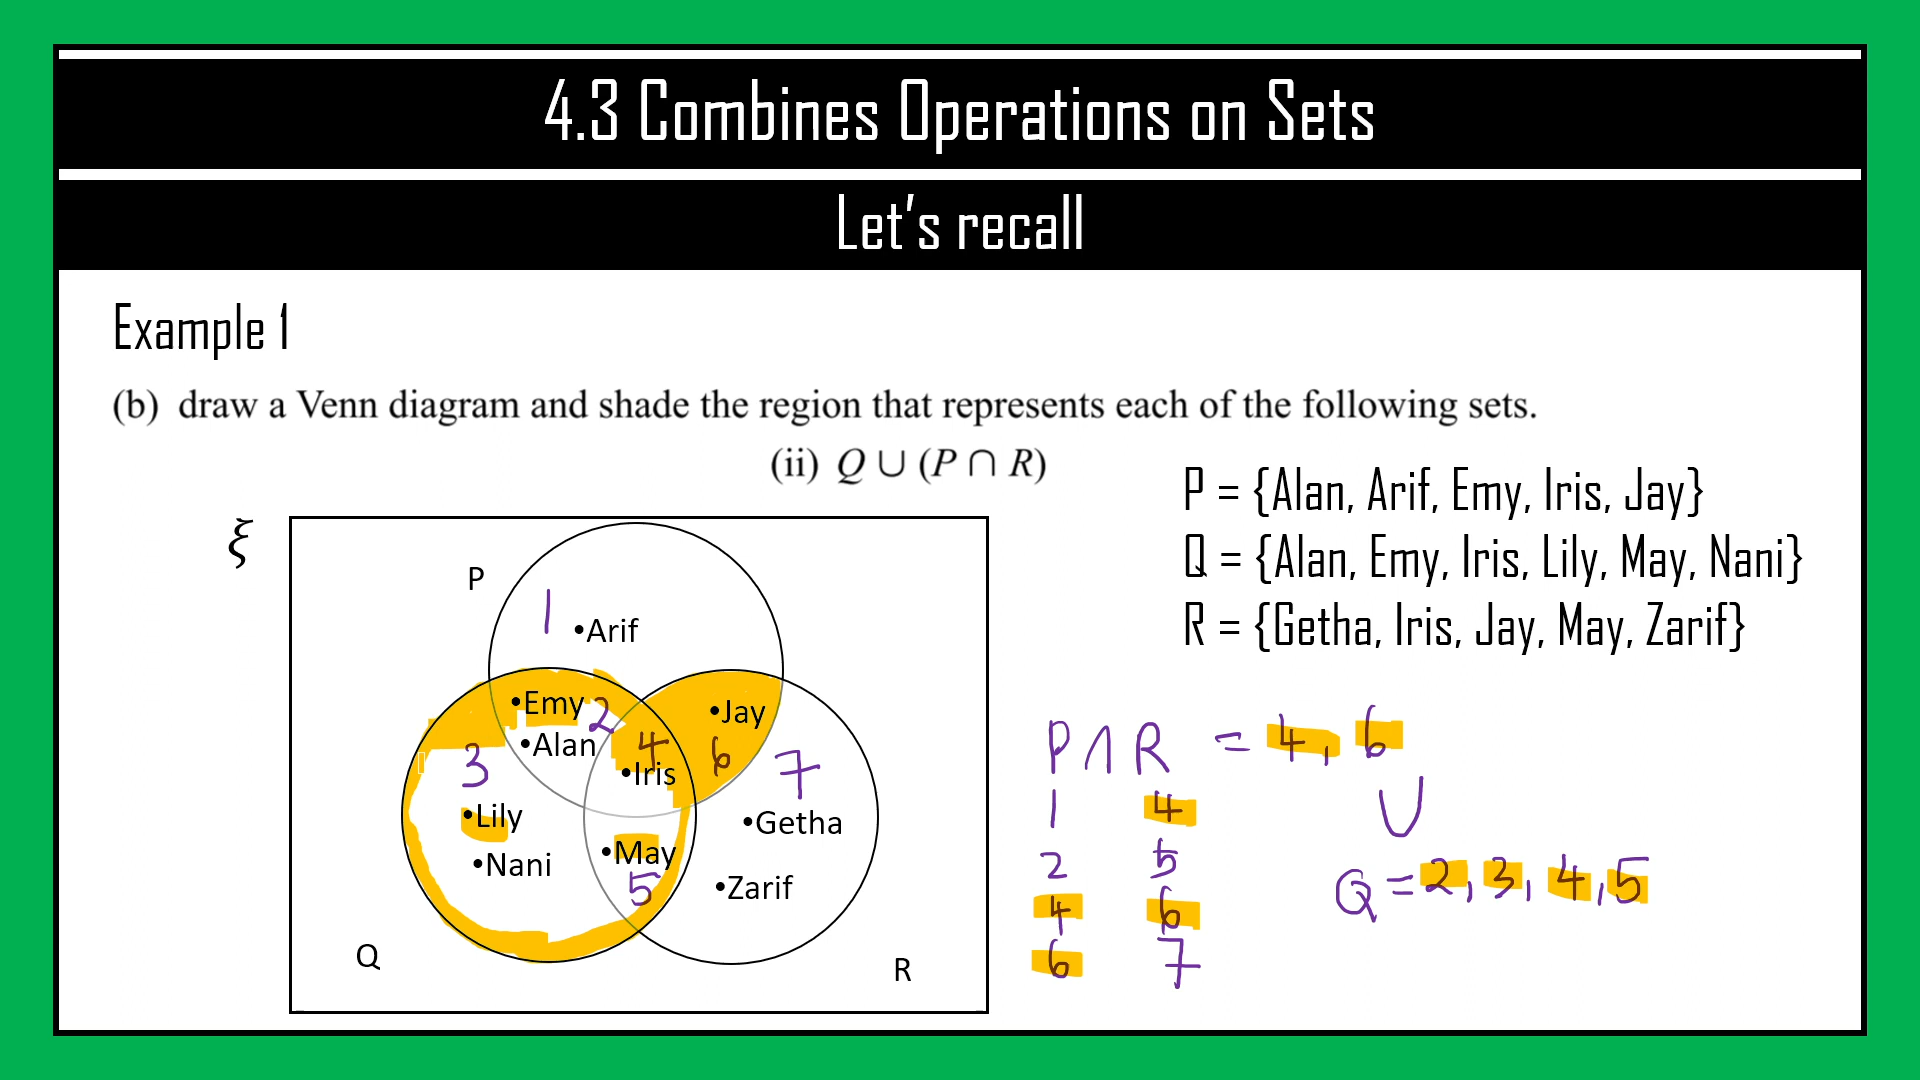 4.3 Combines Operations on Sets
Let's recall
Example 1
(b) draw a Venn diagram and shade the region that represents each of the following sets.
(ii) Q ∪ (P ∩ R)
P = {Alan, Arif, Emy, Iris, Jay}
Q = {Alan, Emy, Iris, Lily, May, Nani}
R = {Getha, Iris, Jay, May, Zarif}
ξ
P
1
•Arif
•Emy
2
•Alan
•Jay
3
4
6
7
•Iris
•Lily
•Getha
•May
•Nani
5
•Zarif
Q
R
P ∩ R = 4, 6
1 4
2 5
4 6
6 7
∪
Q = 2, 3, 4, 5